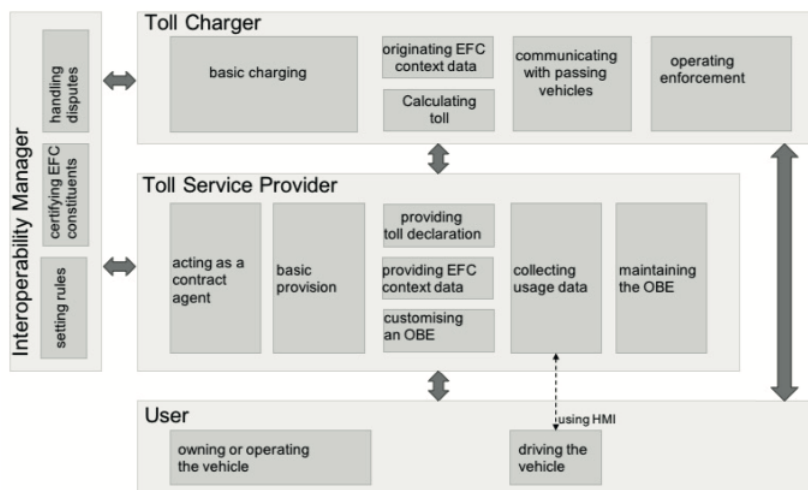 Toll Charger
basic charging
originating EFC
context data
Calculating
toll
communicating
with passing
vehicles
operating
enforcement
Interoperability Manager
handling
disputes
certifying EFC
constituents
setting rules
Toll Service Provider
acting as a
contract
agent
basic
provision
providing
toll declaration
providing EFC
context data
customising
an OBE
collecting
usage data
maintaining
the OBE
using HMI
User
owning or operating
the vehicle
driving the
vehicle